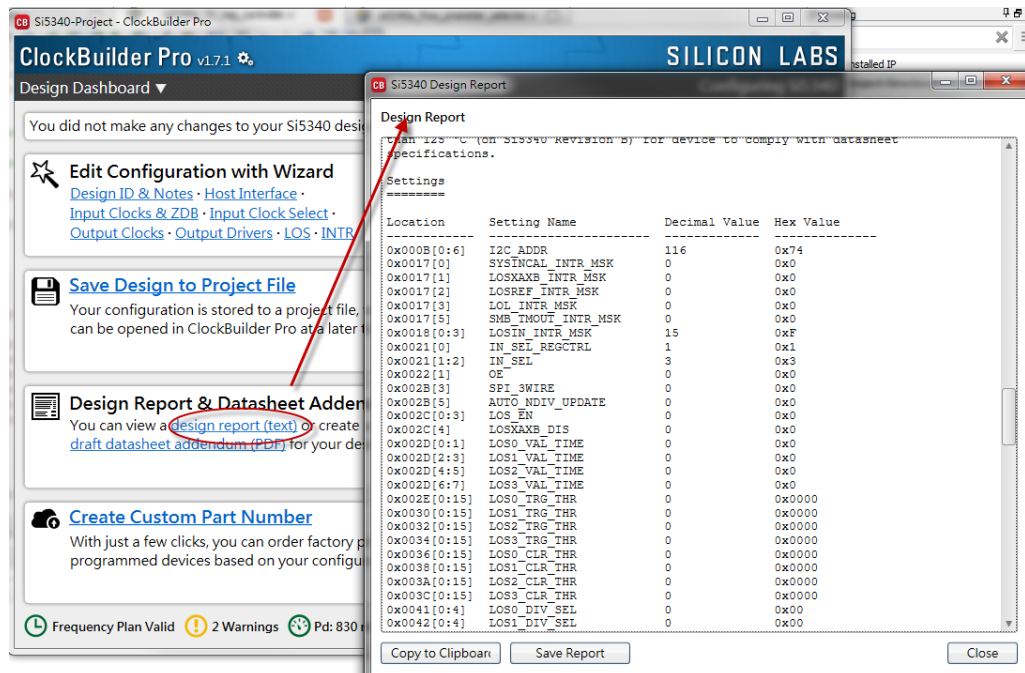 Si5340-Project - ClockBuilder Pro
ClockBuilder Pro v1.7.1
SILICON LABS
Design Dashboard ▼
You did not make any changes to your Si5340 desi
Edit Configuration with Wizard
Design ID & Notes · Host Interface ·
Input Clocks & ZDB · Input Clock Select ·
Output Clocks · Output Drivers · LOS · INTR
Save Design to Project File
Your configuration is stored to a project file,
can be opened in ClockBuilder Pro at a later t
Design Report & Datasheet Adden
You can view a design report (text) or create
draft datasheet addendum (PDF) for your de
Create Custom Part Number
With just a few clicks, you can order factory p
programmed devices based on your configu
Frequency Plan Valid 2 Warnings Pd: 830
nstalled IP
Si5340 Design Report
Design Report
than 125 °C (on Si5340 Revision B) for device to comply with datasheet
specifications.
Settings
========
Location Setting Name Decimal Value Hex Value
------------ ----------------------- ------------- --------------
0x000B[0:6] I2C_ADDR 116 0x74
0x0017[0] SYSINCAL_INTR_MSK 0 0x0
0x0017[1] LOSXAXB_INTR_MSK 0 0x0
0x0017[2] LOSREF_INTR_MSK 0 0x0
0x0017[3] LOL_INTR_MSK 0 0x0
0x0017[5] SMB_TMOUT_INTR_MSK 0 0x0
0x0018[0:3] LOSIN_INTR_MSK 15 0xF
0x0021[0] IN_SEL_REGCTRL 1 0x1
0x0021[1:2] IN_SEL 3 0x3
0x0022[1] OE 0 0x0
0x002B[3] SPI_3WIRE 0 0x0
0x002B[5] AUTO_NDIV_UPDATE 0 0x0
0x002C[0:3] LOS_EN 0 0x0
0x002C[4] LOSXAXB_DIS 0 0x0
0x002D[0:1] LOS0_VAL_TIME 0 0x0
0x002D[2:3] LOS1_VAL_TIME 0 0x0
0x002D[4:5] LOS2_VAL_TIME 0 0x0
0x002D[6:7] LOS3_VAL_TIME 0 0x0
0x002E[0:15] LOS0_TRG_THR 0 0x0000
0x0030[0:15] LOS1_TRG_THR 0 0x0000
0x0032[0:15] LOS2_TRG_THR 0 0x0000
0x0034[0:15] LOS3_TRG_THR 0 0x0000
0x0036[0:15] LOS0_CLR_THR 0 0x0000
0x0038[0:15] LOS1_CLR_THR 0 0x0000
0x003A[0:15] LOS2_CLR_THR 0 0x0000
0x003C[0:15] LOS3_CLR_THR 0 0x0000
0x0041[0:4] LOS0_DIV_SEL 0 0x00
0x0042[0:4] LOS1_DIV_SEL 0 0x00
Copy to Clipboar
Save Report
Close